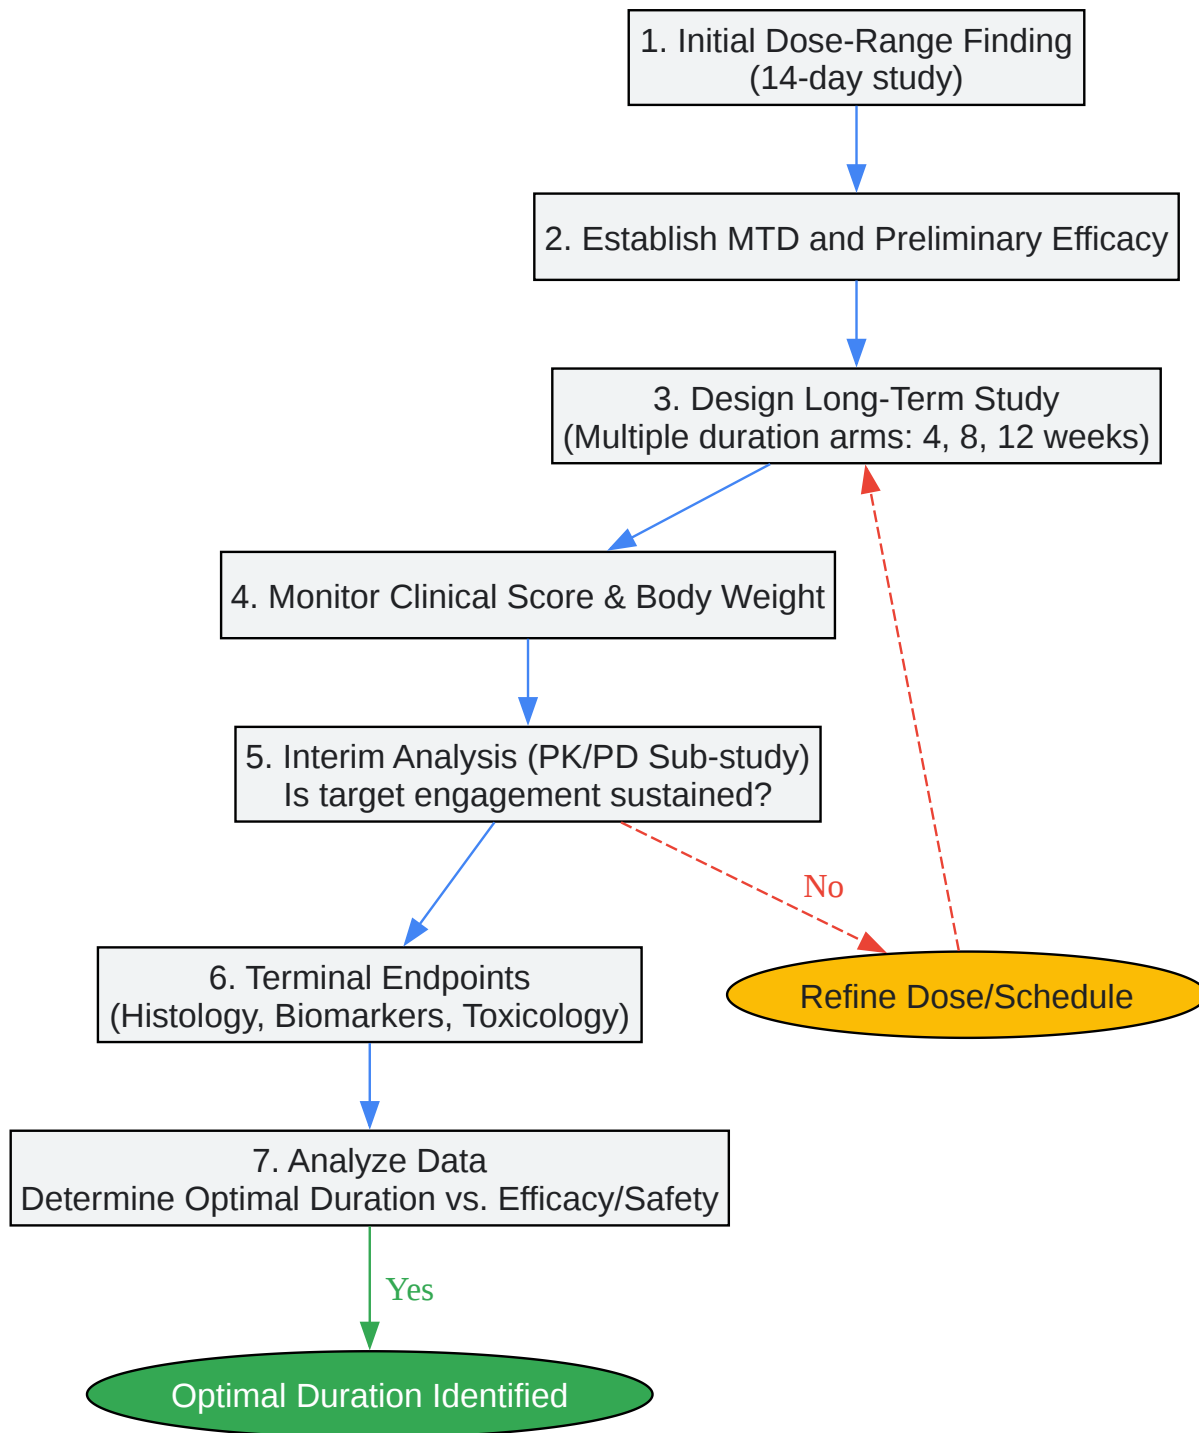 1. Initial Dose-Range Finding
(14-day study)
2. Establish MTD and Preliminary Efficacy
3. Design Long-Term Study
(Multiple duration arms: 4, 8, 12 weeks)
4. Monitor Clinical Score & Body Weight
5. Interim Analysis (PK/PD Sub-study)
Is target engagement sustained?
No
6. Terminal Endpoints
(Histology, Biomarkers, Toxicology)
Refine Dose/Schedule
7. Analyze Data
Determine Optimal Duration vs. Efficacy/Safety
Yes
Optimal Duration Identified